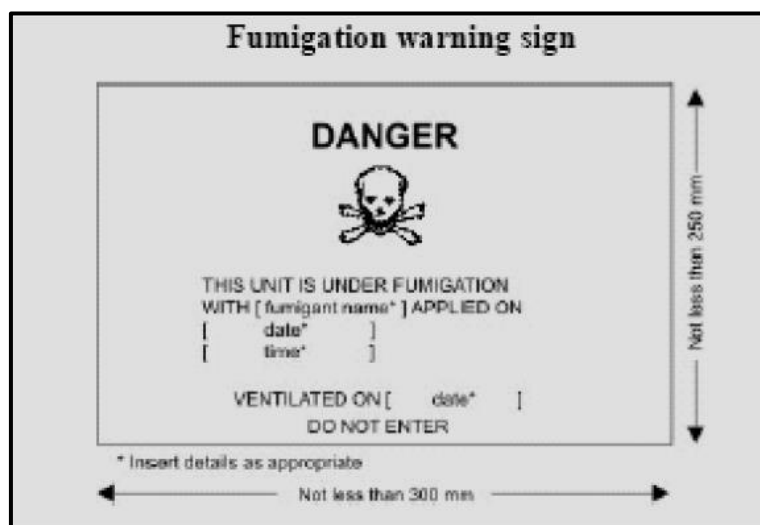 Fumigation warning sign
DANGER
THIS UNIT IS UNDER FUMIGATION
WITH [ fumigant name* ] APPLIED ON
[ date* ]
[ time* ]
VENTILATED ON [ date* ]
DO NOT ENTER
* Insert details as appropriate
Not less than 300 mm
Not less than 250 mm